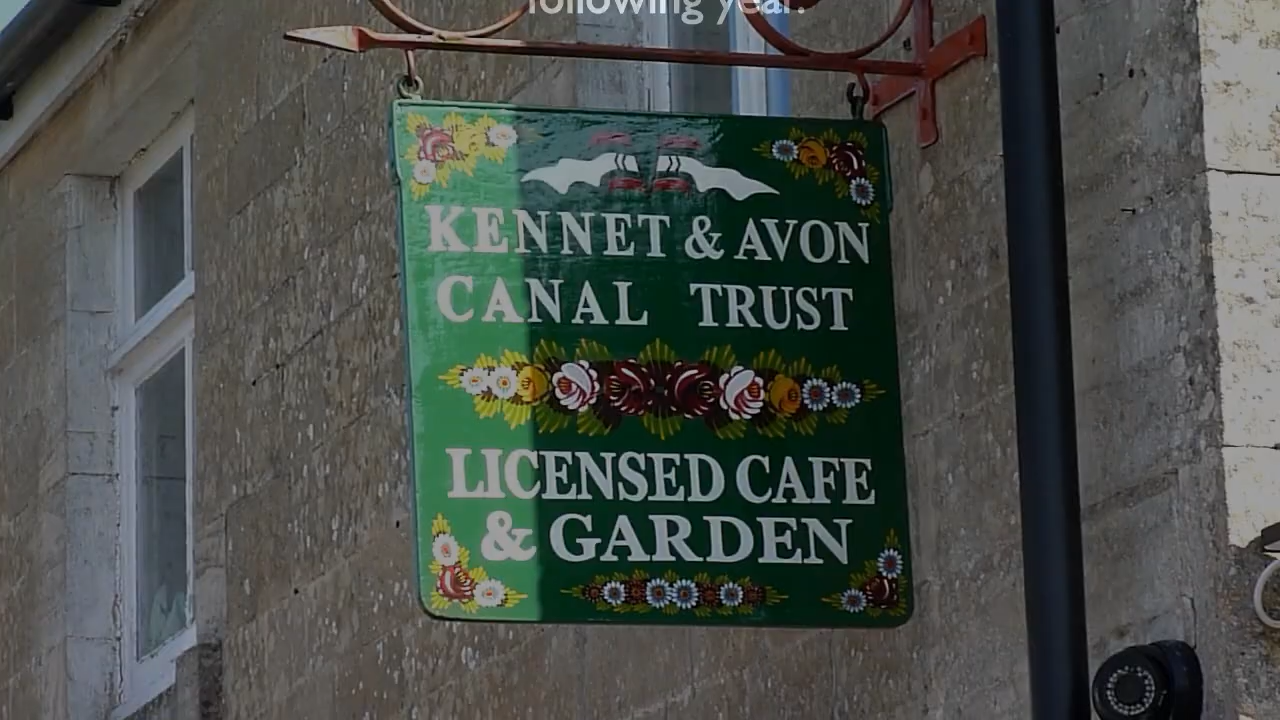 following year.
KENNET & AVON
CANAL TRUST
LICENSED CAFE
& GARDEN